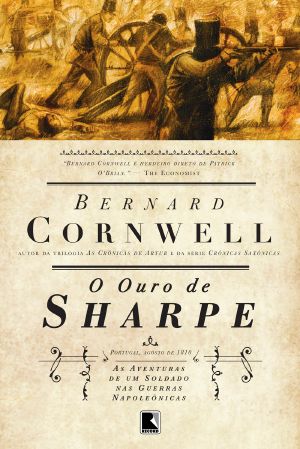 "Bernard Cornwell é herdeiro direto de Patrick
O'Brian." — The Economist
Bernard
Cornwell
autor da trilogia As Crônicas de Artur e da série Crônicas Saxônicas
O Ouro de
Sharpe
Portugal, agosto de 1810
As Aventuras
de um Soldado
nas Guerras
Napoleônicas
R
RECORD